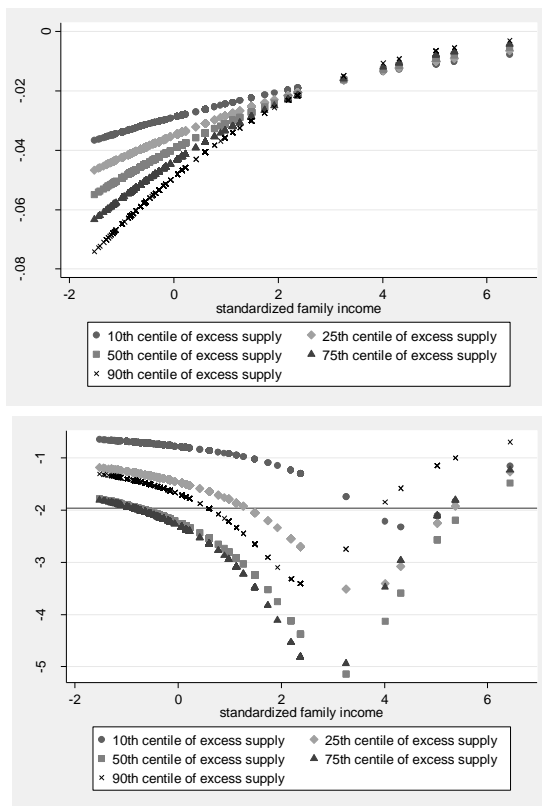 0
-.02
-.04
-.06
-.08
-2 0 2 4 6
standardized family income
10th centile of excess supply 25th centile of excess supply
50th centile of excess supply 75th centile of excess supply
90th centile of excess supply
-1
-2
-3
-4
-5
-2 0 2 4 6
standardized family income
10th centile of excess supply 25th centile of excess supply
50th centile of excess supply 75th centile of excess supply
90th centile of excess supply